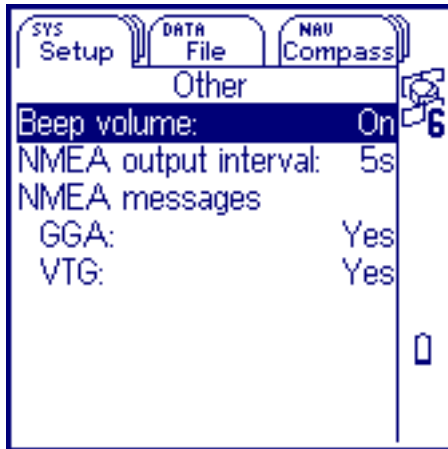 SYS DATA NAV
Setup File Compass
Other
Beep volume: On
6
NMEA output interval: 5s
NMEA messages
GGA: Yes
VTG: Yes